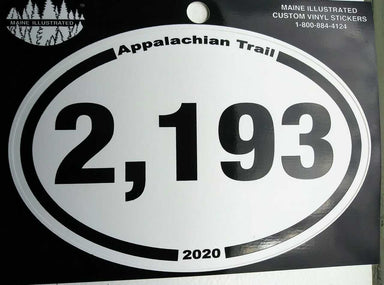 MAINE ILLUSTRATED
MAINE ILLUSTRATED
CUSTOM VINYL STICKERS
1-800-884-4124
Appalachian Trail
2,193
2020